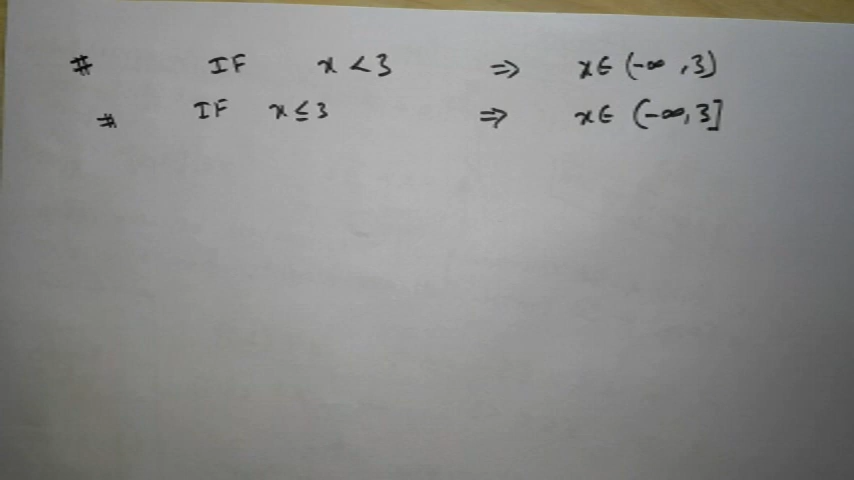 # IF x < 3 ⇒ x ∈ (-∞ , 3)
# IF x ≤ 3 ⇒ x ∈ (-∞, 3]